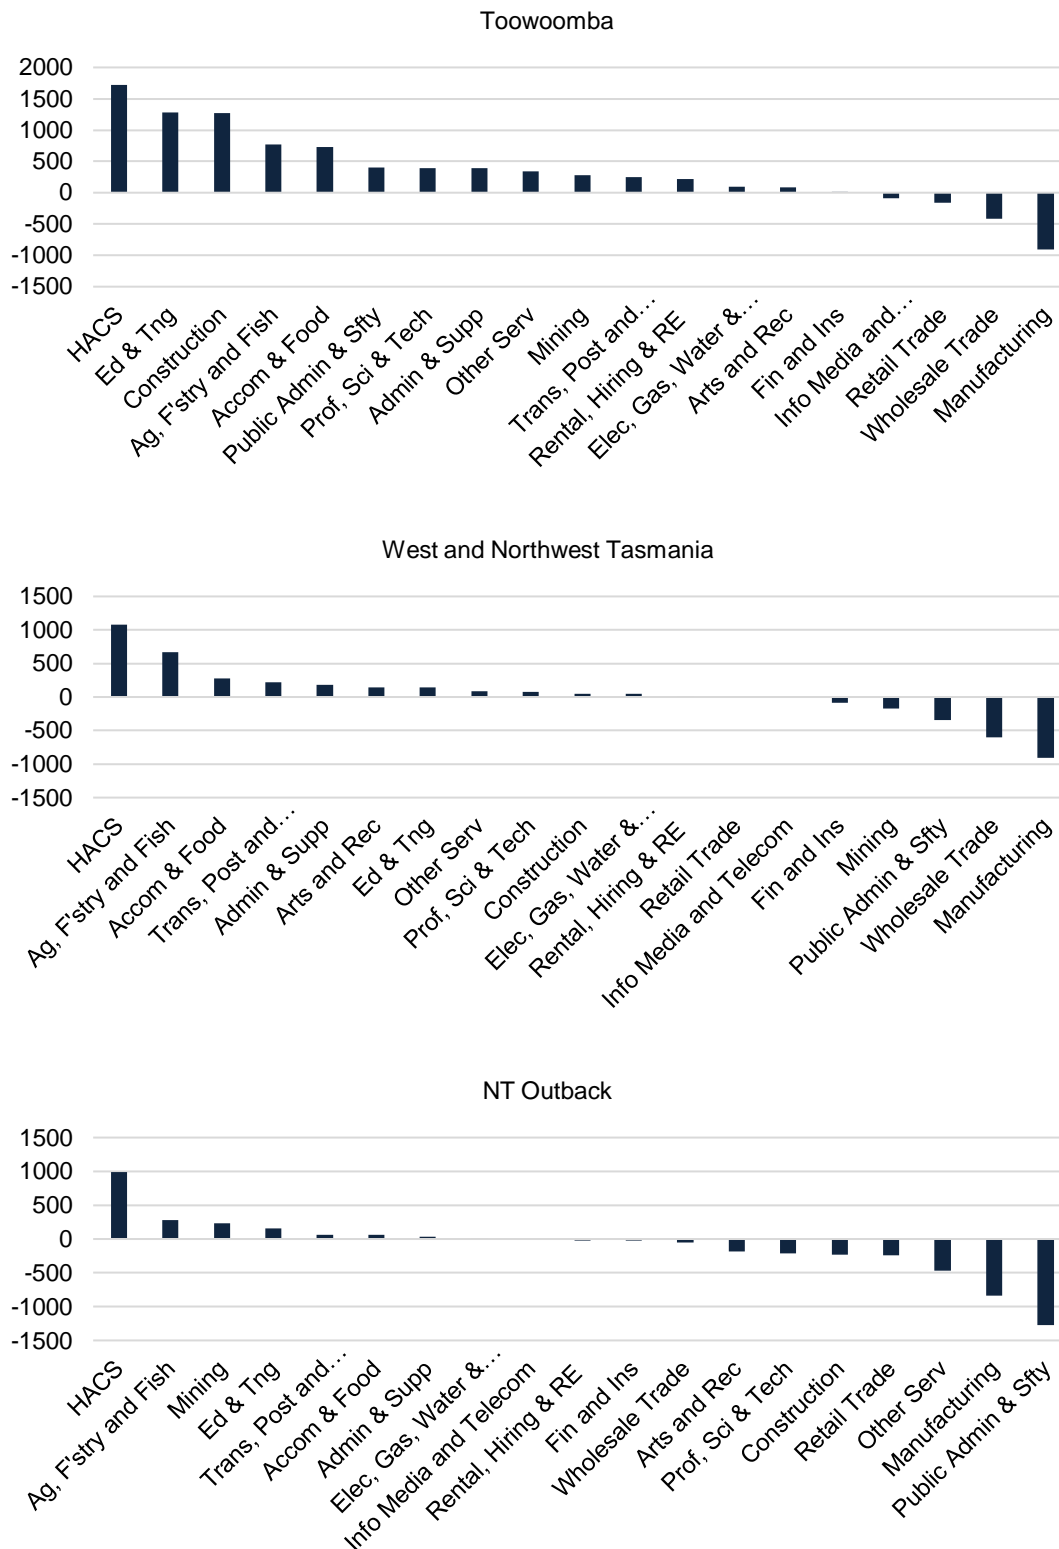 Toowoomba
2000
1500
1000
500
0
-500
-1000
-1500
HACS
Ed & Tng
Construction
Ag, F'stry and Fish
Accom & Food
Public Admin & Sfty
Prof, Sci & Tech
Admin & Supp
Other Serv
Mining
Trans, Post and…
Rental, Hiring & RE
Elec, Gas, Water &…
Arts and Rec
Fin and Ins
Info Media and…
Retail Trade
Wholesale Trade
Manufacturing
West and Northwest Tasmania
1500
1000
500
0
-500
-1000
-1500
HACS
Ag, F'stry and Fish
Accom & Food
Trans, Post and…
Admin & Supp
Arts and Rec
Ed & Tng
Other Serv
Prof, Sci & Tech
Construction
Elec, Gas, Water &…
Rental, Hiring & RE
Retail Trade
Info Media and Telecom
Fin and Ins
Mining
Public Admin & Sfty
Wholesale Trade
Manufacturing
NT Outback
1500
1000
500
0
-500
-1000
-1500
HACS
Ag, F'stry and Fish
Mining
Ed & Tng
Trans, Post and…
Accom & Food
Admin & Supp
Elec, Gas, Water &…
Info Media and Telecom
Rental, Hiring & RE
Fin and Ins
Wholesale Trade
Arts and Rec
Prof, Sci & Tech
Construction
Retail Trade
Other Serv
Manufacturing
Public Admin & Sfty